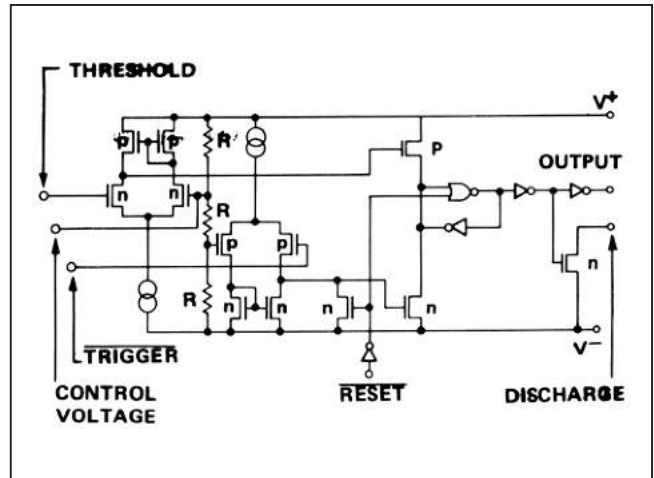 THRESHOLD
V+
p p R p
OUTPUT
n n
R p p
R n n n n n
TRIGGER
V−
CONTROL
VOLTAGE
RESET
DISCHARGE